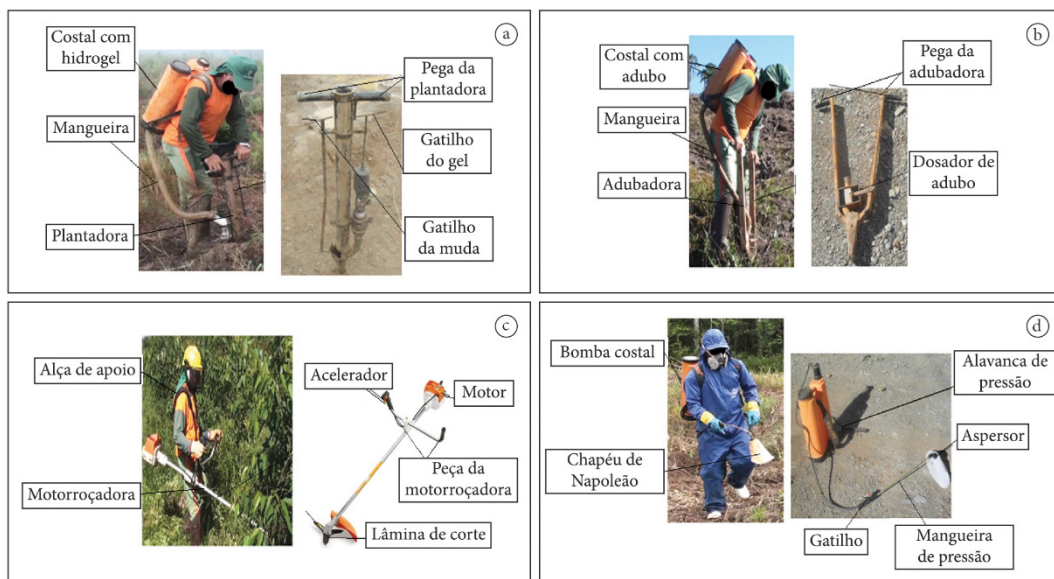 a
Costal com
hidrogel
Pega da
plantadora
Mangueira
Gatilho
do gel
Plantadora
Gatilho
da muda
b
Costal com
adubo
Pega da
adubadora
Mangueira
Dosador de
adubo
Adubadora
c
Alça de apoio
Acelerador
Motor
Motorroçadora
Peça da
motorroçadora
Lâmina de corte
d
Bomba costal
Alavanca de
pressão
Aspersor
Chapéu de
Napoleão
Gatilho
Mangueira
de pressão